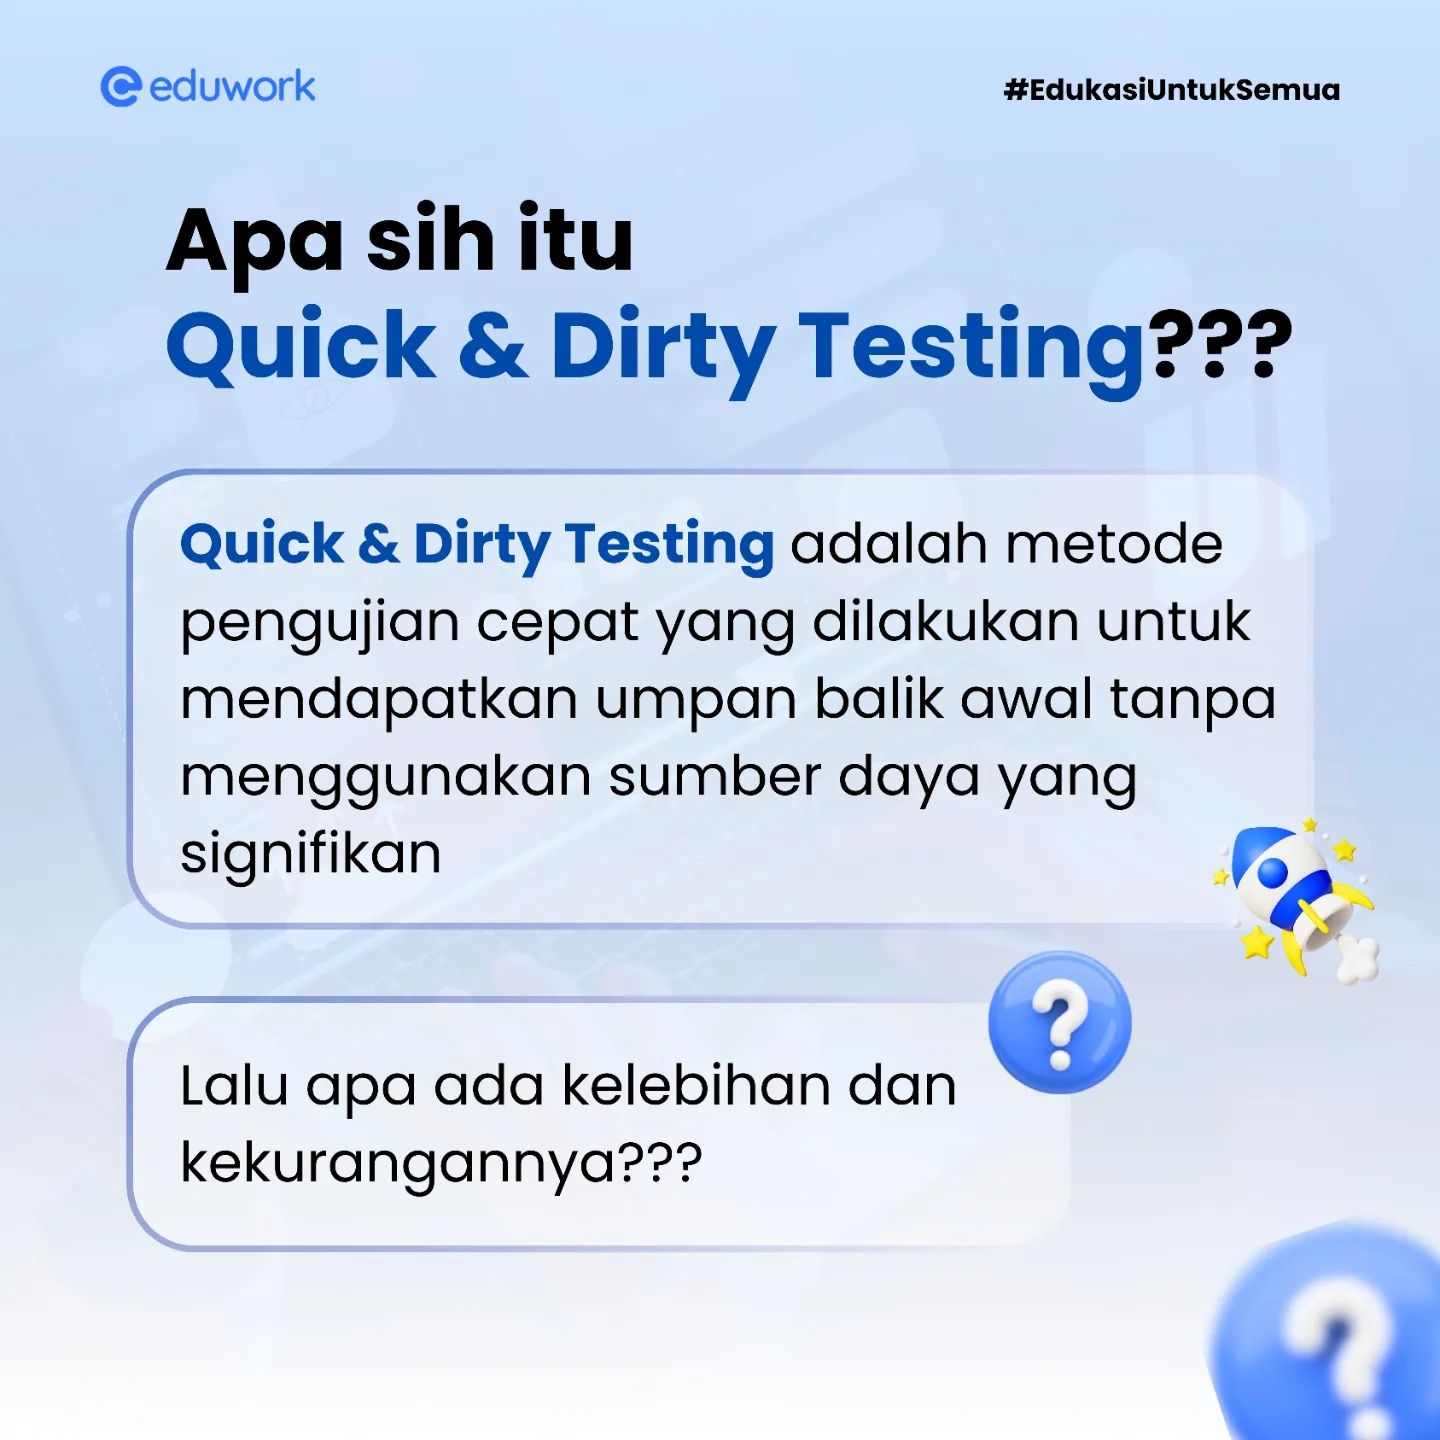 eduwork
#EdukasiUntukSemua
Apa sih itu
Quick & Dirty Testing???
Quick & Dirty Testing adalah metode
pengujian cepat yang dilakukan untuk
mendapatkan umpan balik awal tanpa
menggunakan sumber daya yang
signifikan
Lalu apa ada kelebihan dan
kekurangannya???